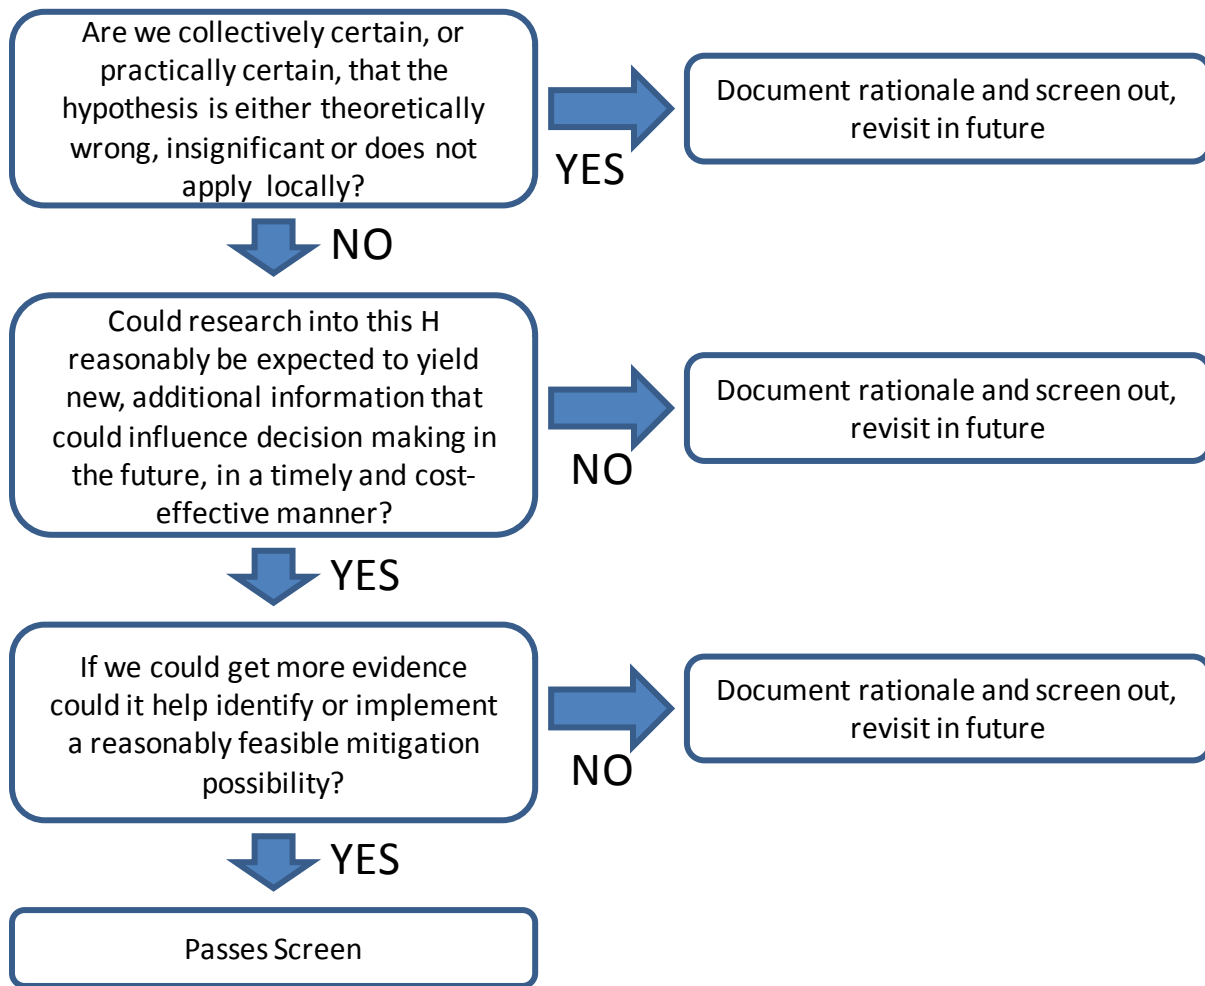 Are we collectively certain, or
practically certain, that the
hypothesis is either theoretically
wrong, insignificant or does not
apply locally?
YES
Document rationale and screen out,
revisit in future
NO
Could research into this H
reasonably be expected to yield
new, additional information that
could influence decision making in
the future, in a timely and cost-
effective manner?
NO
Document rationale and screen out,
revisit in future
YES
If we could get more evidence
could it help identify or implement
a reasonably feasible mitigation
possibility?
NO
Document rationale and screen out,
revisit in future
YES
Passes Screen